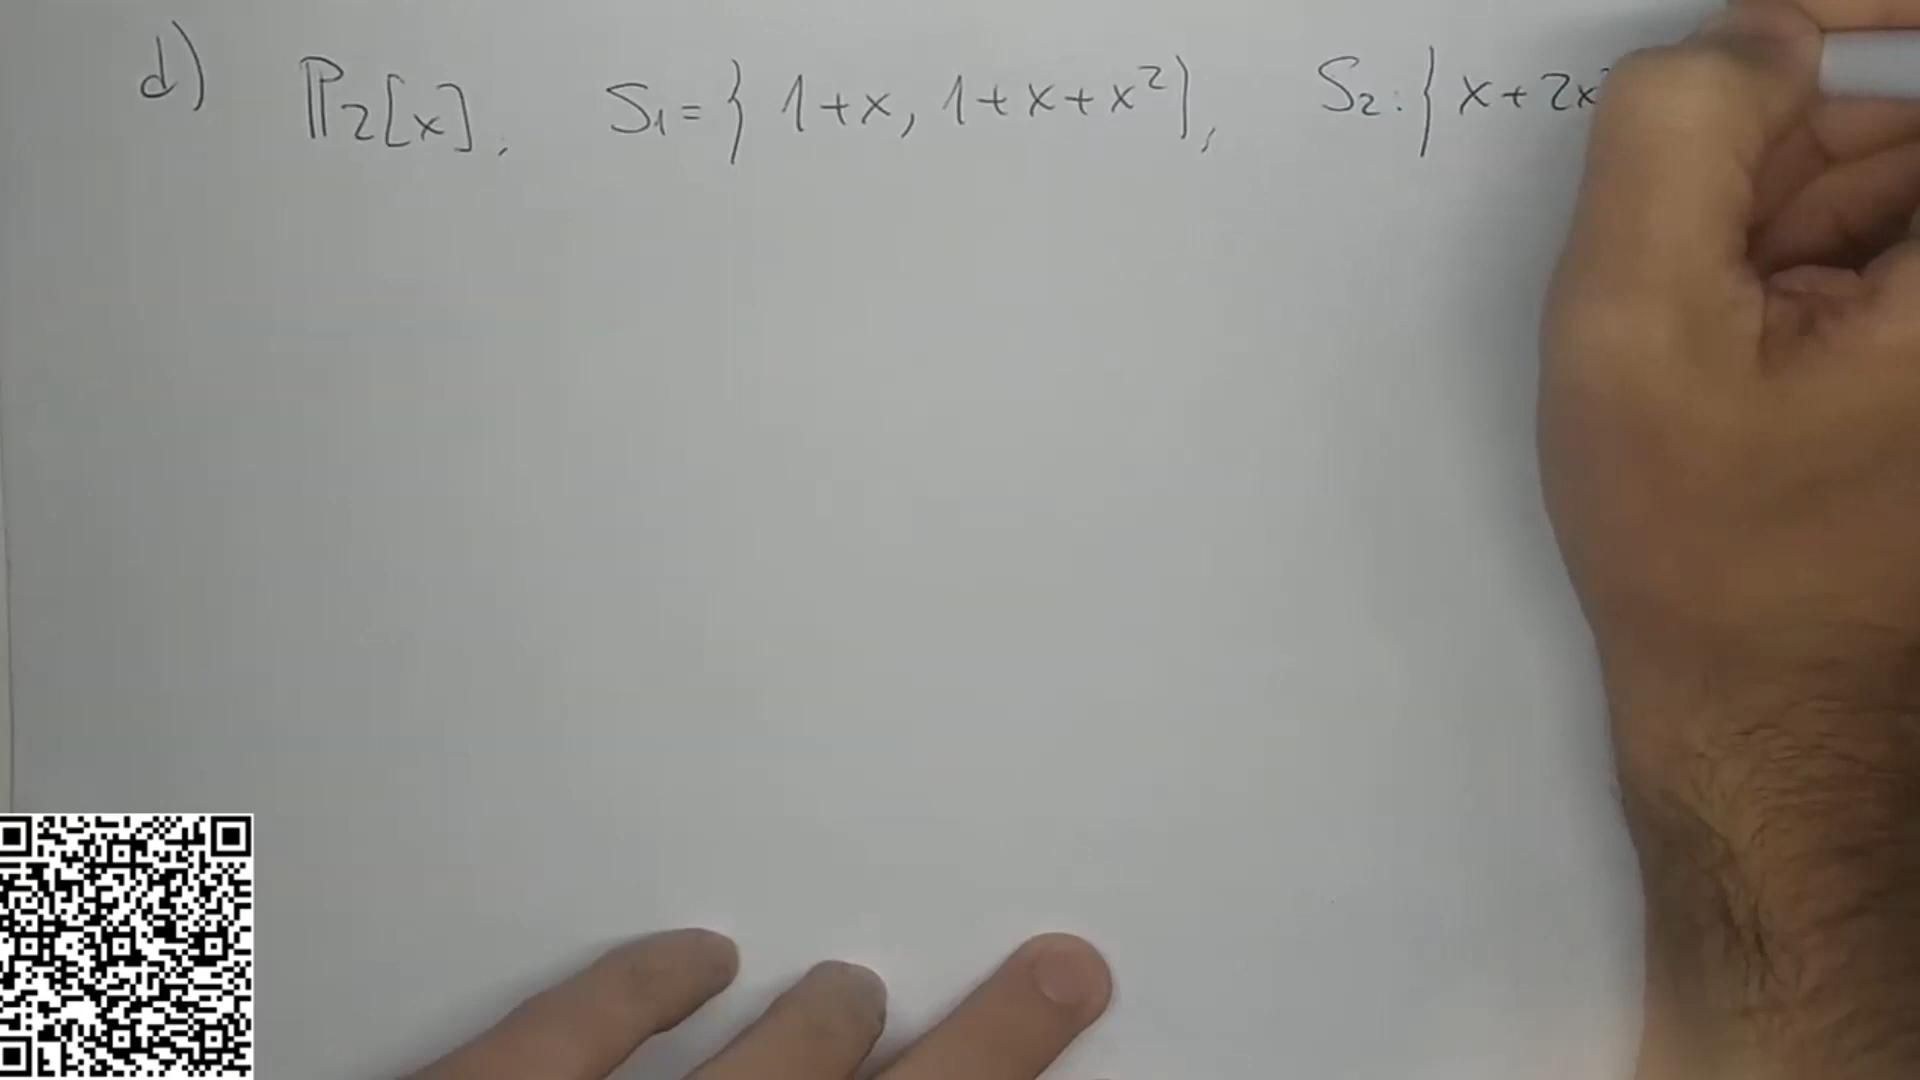 d) ℙ₂[x], S₁ = { 1+x, 1+x+x² }, S₂: { x+2x